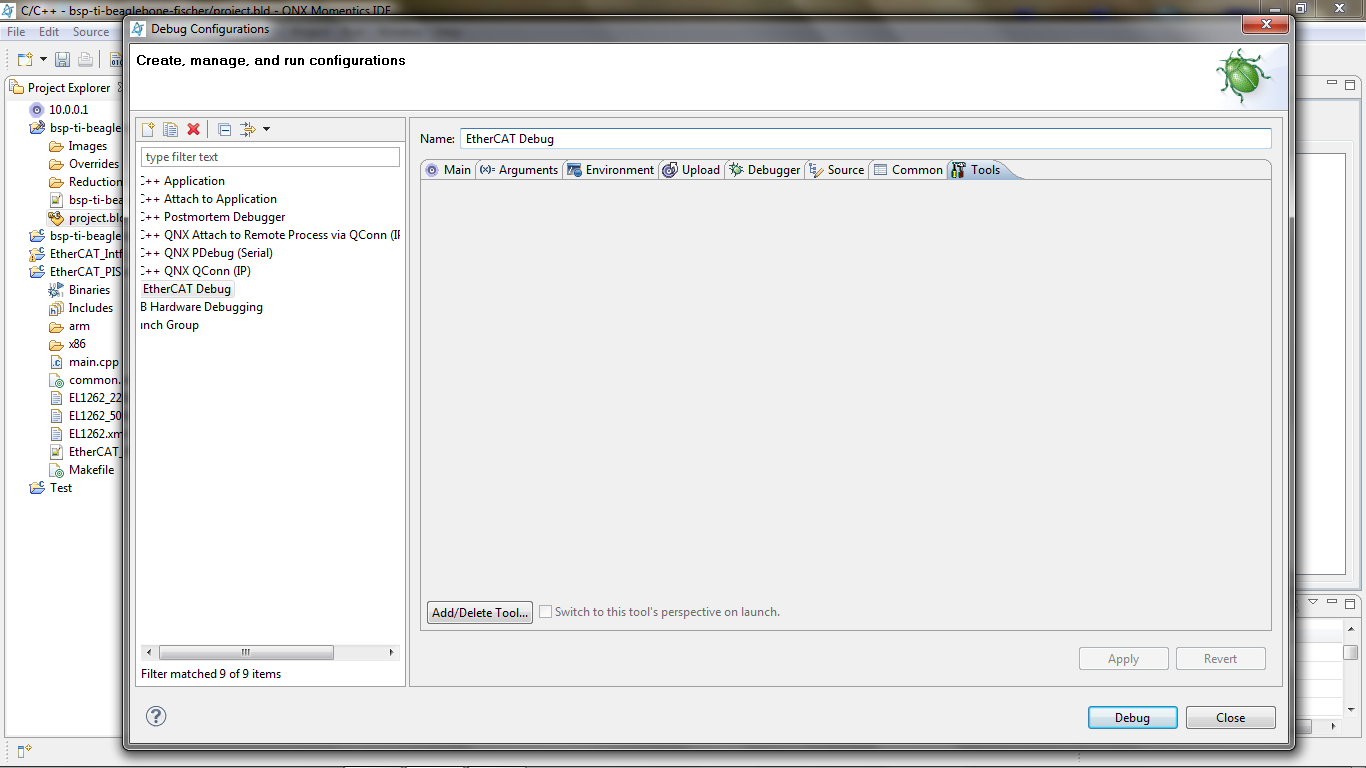 C/C++ - bsp-ti-beaglebone-fischer/project.bld - QNX Momentics IDE
File Edit Source
Project Explorer
10.0.0.1
bsp-ti-beagle
Images
Overrides
Reduction
bsp-ti-bea
project.bld
bsp-ti-beagle
EtherCAT_Intf
EtherCAT_PIS
Binaries
Includes
arm
x86
main.cpp
common.
EL1262_22
EL1262_50
EL1262.xm
EtherCAT_
Makefile
Test
Debug Configurations
Create, manage, and run configurations
type filter text
C++ Application
C++ Attach to Application
C++ Postmortem Debugger
C++ QNX Attach to Remote Process via QConn (IP
C++ QNX PDebug (Serial)
C++ QNX QConn (IP)
EtherCAT Debug
B Hardware Debugging
unch Group
Filter matched 9 of 9 items
Name: EtherCAT Debug
Main Arguments Environment Upload Debugger Source Common Tools
Add/Delete Tool... Switch to this tool's perspective on launch.
Apply Revert
Debug Close